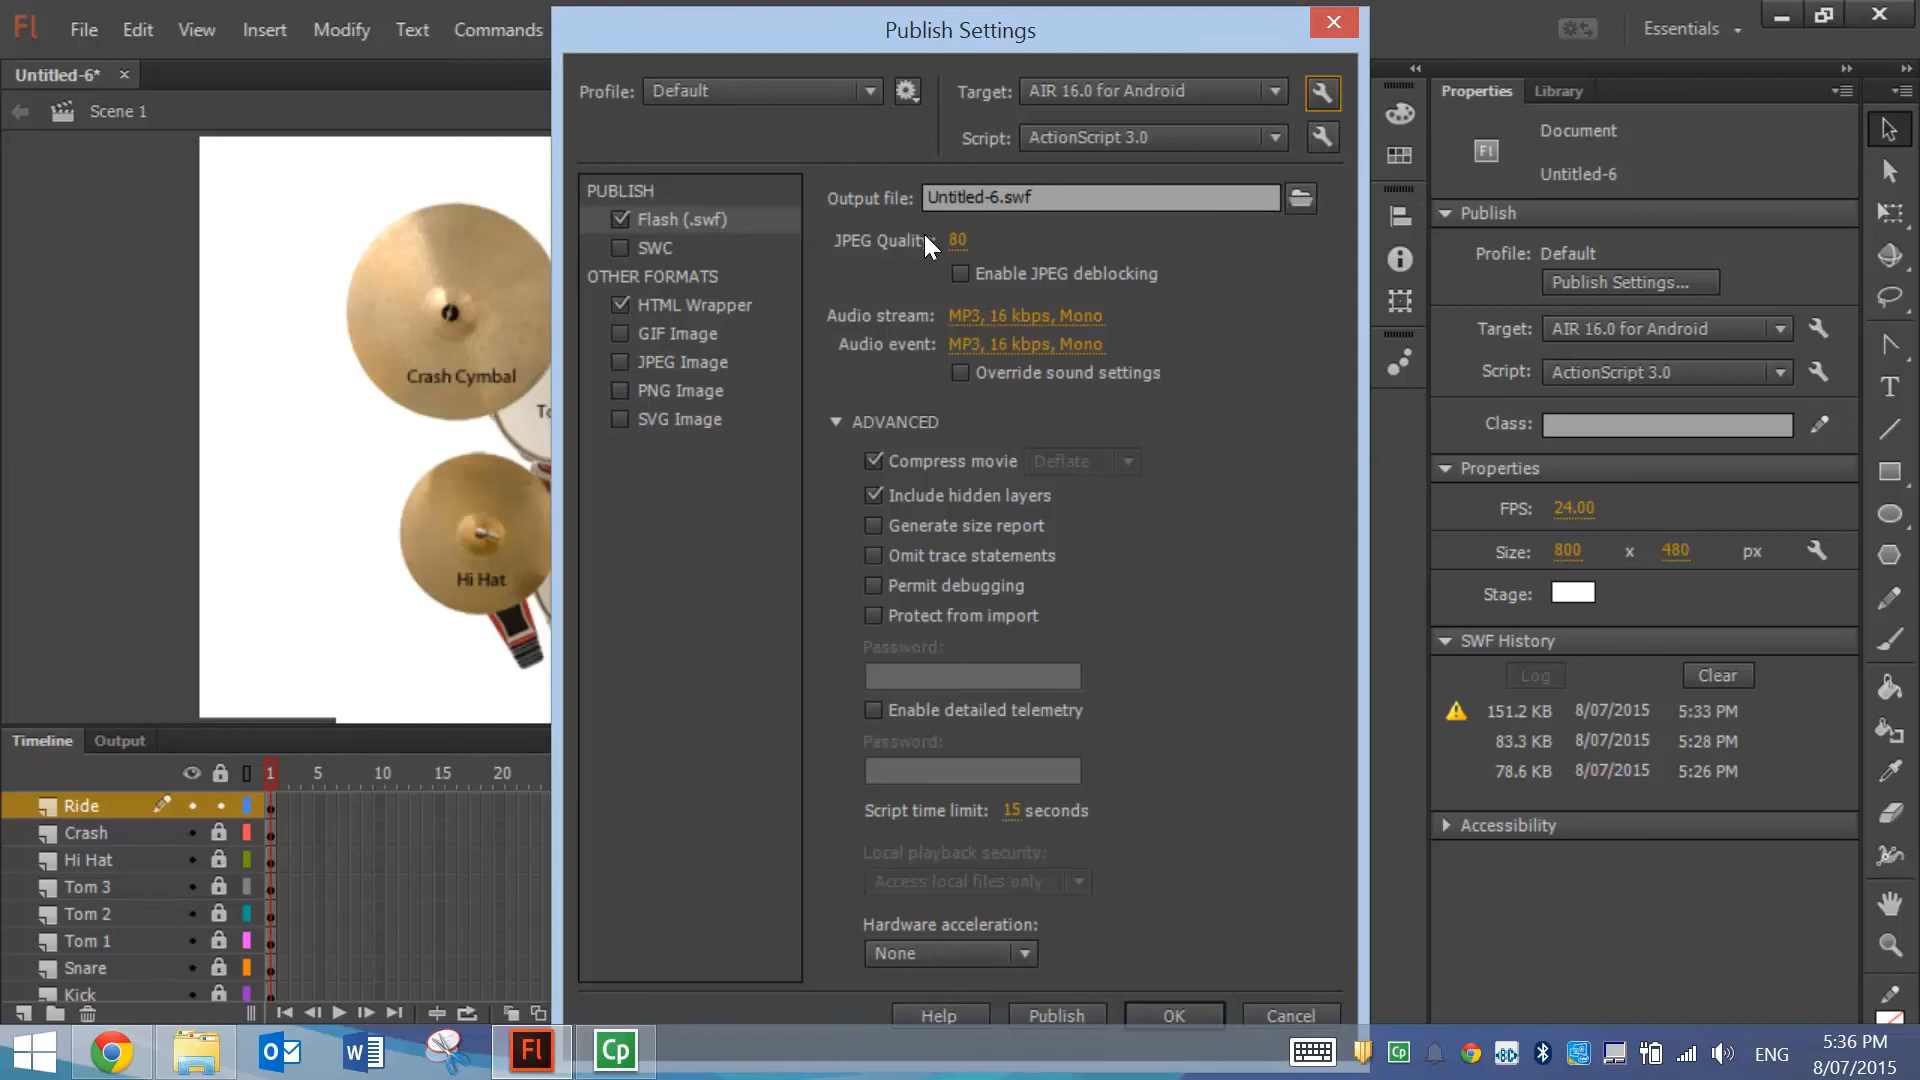 Fl File Edit View Insert Modify Text Commands
Publish Settings
Essentials
Untitled-6*
Scene 1
Crash Cymbal
To
Hi Hat
Profile: Default
Target: AIR 16.0 for Android
Script: ActionScript 3.0
PUBLISH
Flash (.swf)
SWC
OTHER FORMATS
HTML Wrapper
GIF Image
JPEG Image
PNG Image
SVG Image
Output file: Untitled-6.swf
JPEG Quality: 80
Enable JPEG deblocking
Audio stream: MP3, 16 kbps, Mono
Audio event: MP3, 16 kbps, Mono
Override sound settings
ADVANCED
Compress movie Deflate
Include hidden layers
Generate size report
Omit trace statements
Permit debugging
Protect from import
Password:
Enable detailed telemetry
Password:
Script time limit: 15 seconds
Local playback security:
Access local files only
Hardware acceleration:
None
Help Publish OK Cancel
Properties Library
Document
Fl
Untitled-6
Publish
Profile: Default
Publish Settings...
Target: AIR 16.0 for Android
Script: ActionScript 3.0
Class:
Properties
FPS: 24.00
Size: 800 x 480 px
Stage:
SWF History
Log Clear
151.2 KB 8/07/2015 5:33 PM
83.3 KB 8/07/2015 5:28 PM
78.6 KB 8/07/2015 5:26 PM
Accessibility
T
Timeline Output
1 5 10 15 20
Ride
Crash
Hi Hat
Tom 3
Tom 2
Tom 1
Snare
Kick
Fl Cp
Cp
ENG
5:36 PM
8/07/2015